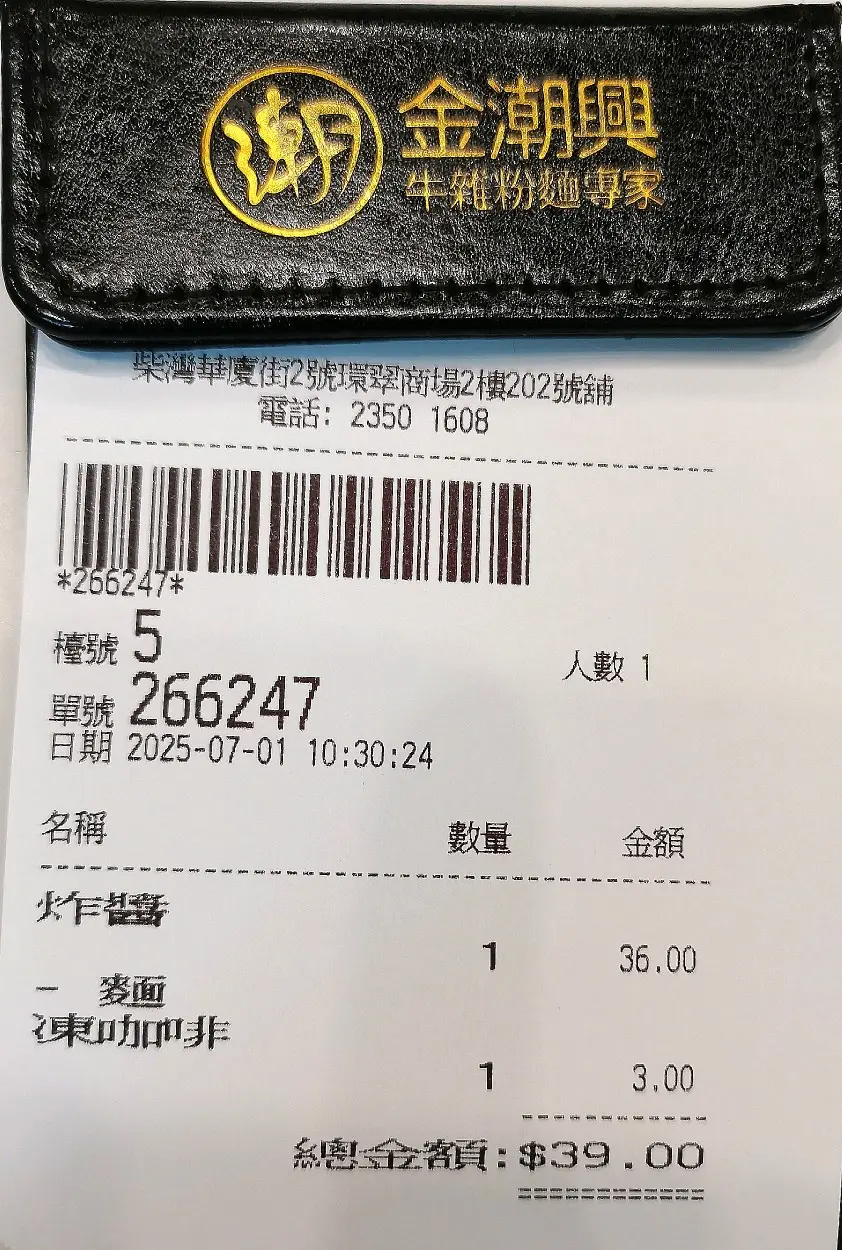 潮 金潮興
牛雜粉麵專家
柴灣華廈街2號環翠商場2樓202號舖
電話: 2350 1608
*266247*
檯號 5 人數 1
單號 266247
日期 2025-07-01 10:30:24
名稱 數量 金額
炸醬
1 36.00
— 麥面
凍咖啡
1 3.00
總金額:$39.00